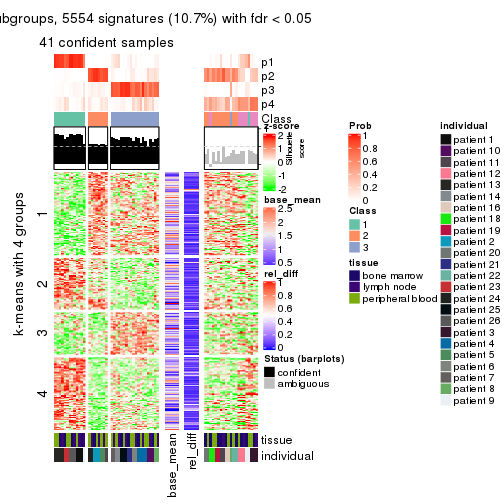 ubgroups, 5554 signatures (10.7%) with fdr < 0.05
41 confident samples
p1
p2
p3
p4
Class
z-score
2
1
0
-1
-2
Silhouette
score
1
2
3
4
k-means with 4 groups
base_mean
2.5
2
1.5
1
0.5
rel_diff
1
0.8
0.6
0.4
0.2
0
Status (barplots)
confident
ambiguous
tissue
individual
base_mean
rel_diff
Prob
1
0.8
0.6
0.4
0.2
0
Class
1
2
3
tissue
bone marrow
lymph node
peripheral blood
individual
patient 1
patient 10
patient 11
patient 12
patient 13
patient 14
patient 16
patient 18
patient 19
patient 2
patient 20
patient 21
patient 22
patient 23
patient 24
patient 25
patient 26
patient 3
patient 4
patient 5
patient 6
patient 7
patient 8
patient 9